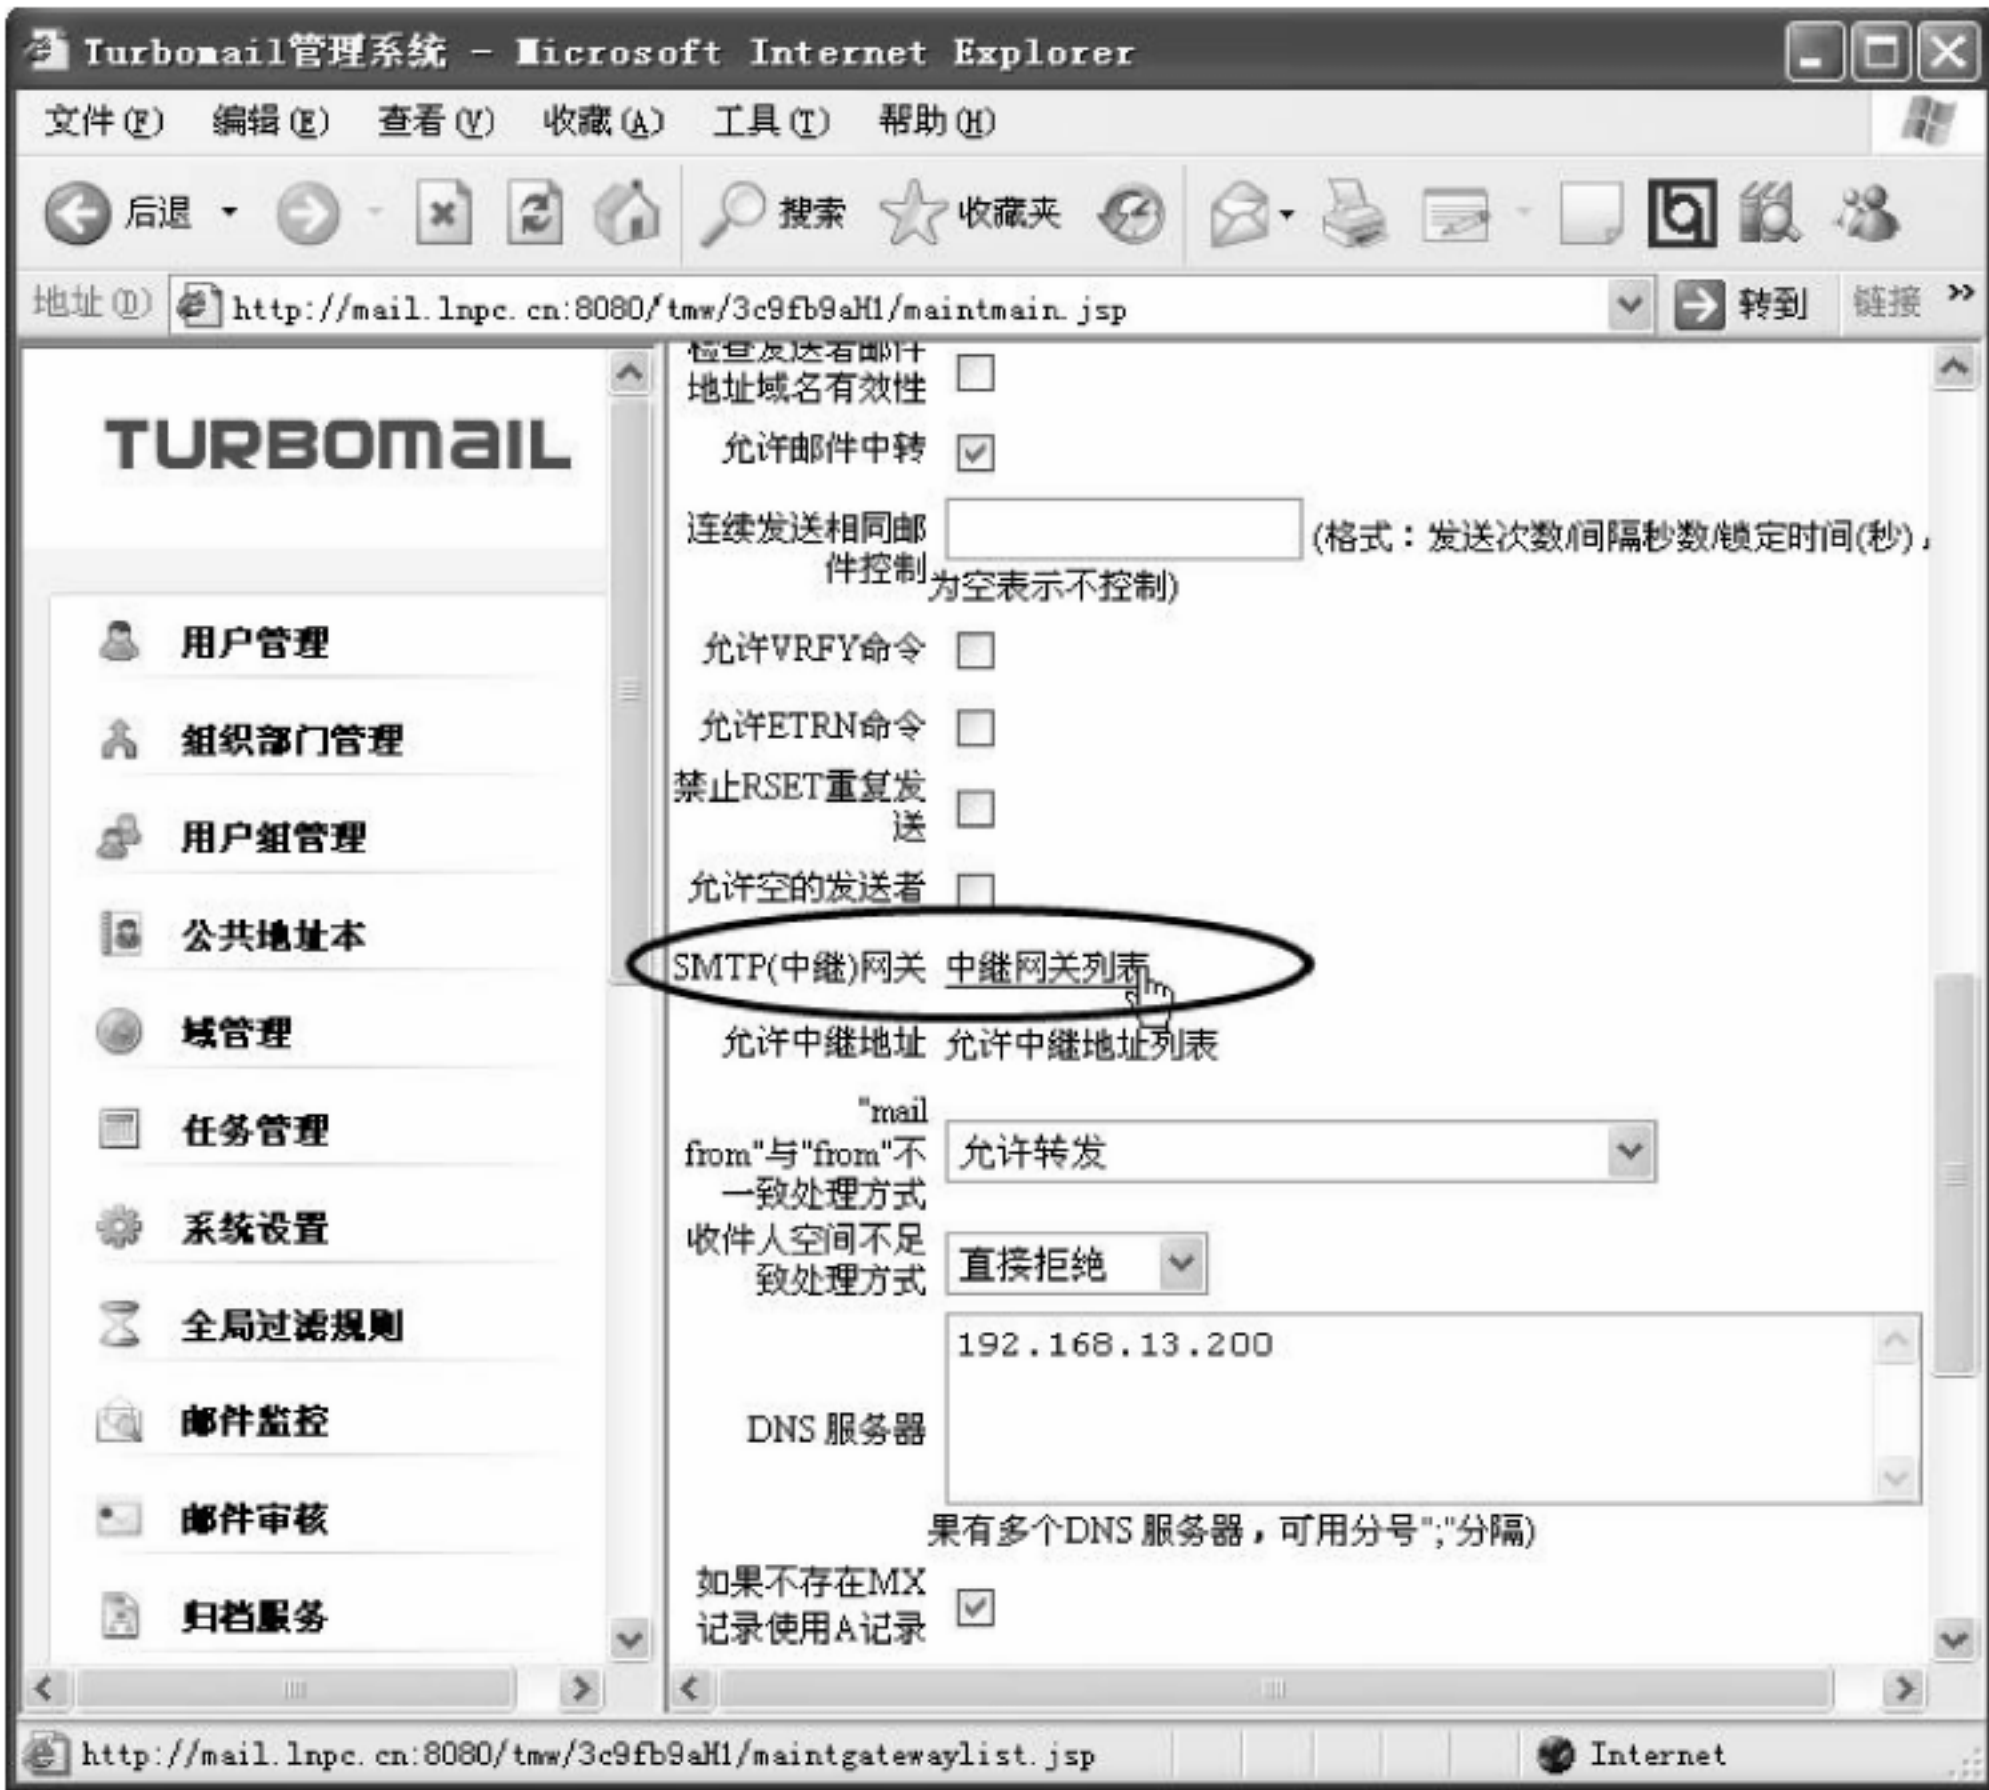 Turbomail管理系统 - Microsoft Internet Explorer
文件(F) 编辑(E) 查看(V) 收藏(A) 工具(T) 帮助(H)
后退 搜索 收藏夹
地址(D) http://mail.lnpc.cn:8080/tmw/3c9fb9aH1/maintmain.jsp 转到 链接 »
TURBOmaIL
用户管理
组织部门管理
用户组管理
公共地址本
域管理
任务管理
系统设置
全局过滤规则
邮件监控
邮件审核
归档服务
检查发送者邮件
地址域名有效性
允许邮件中转
连续发送相同邮
件控制
(格式：发送次数/间隔秒数/锁定时间(秒)，
为空表示不控制)
允许VRFY命令
允许ETRN命令
禁止RSET重复发
送
允许空的发送者
SMTP(中继)网关 中继网关列表
允许中继地址 允许中继地址列表
"mail
from"与"from"不
一致处理方式
允许转发
收件人空间不足
致处理方式
直接拒绝
192.168.13.200
DNS 服务器
果有多个DNS 服务器，可用分号";"分隔)
如果不存在MX
记录使用A记录
http://mail.lnpc.cn:8080/tmw/3c9fb9aH1/maintgatewaylist.jsp Internet